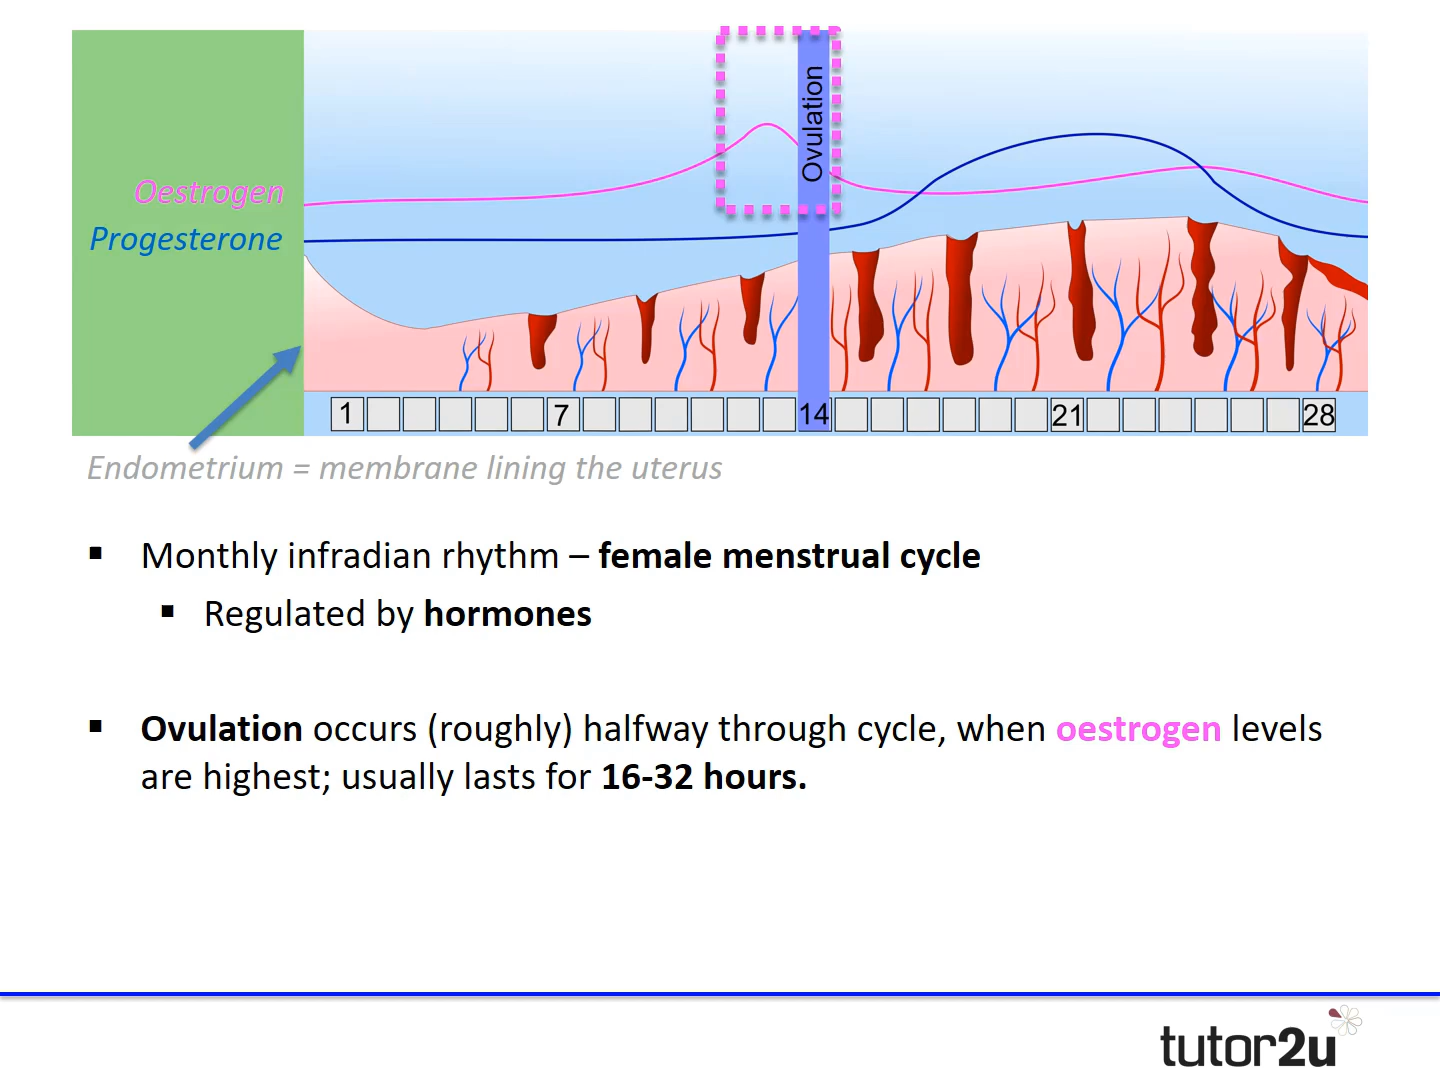 Ovulation
Oestrogen
Progesterone
1 7 14 21 28
Endometrium = membrane lining the uterus
▪ Monthly infradian rhythm – female menstrual cycle
▪ Regulated by hormones
▪ Ovulation occurs (roughly) halfway through cycle, when oestrogen levels
are highest; usually lasts for 16-32 hours.
tutor2u